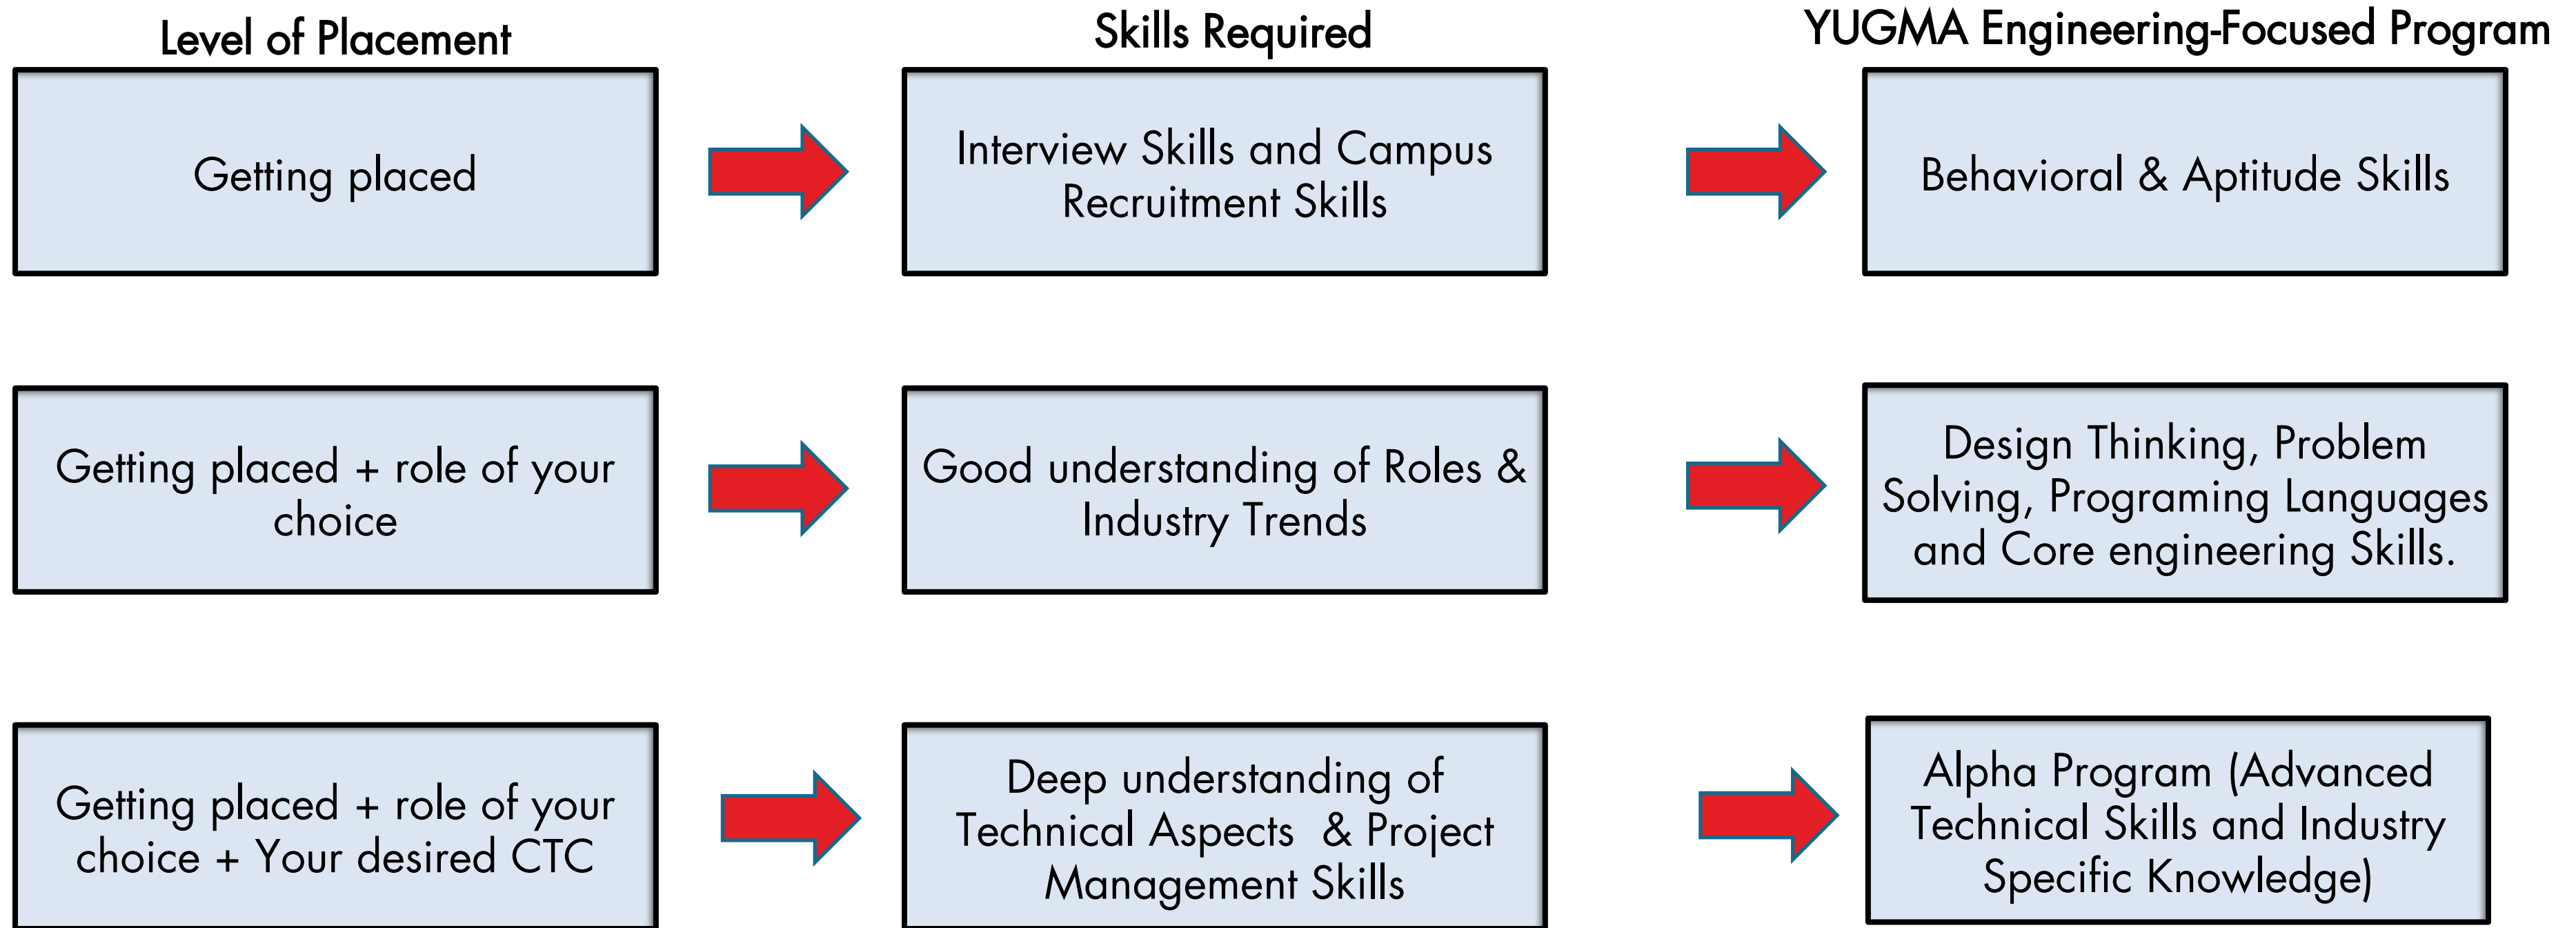 Level of Placement
Skills Required
YUGMA Engineering-Focused Program
Getting placed
Interview Skills and Campus
Recruitment Skills
Behavioral & Aptitude Skills
Getting placed + role of your
choice
Good understanding of Roles &
Industry Trends
Design Thinking, Problem
Solving, Programing Languages
and Core engineering Skills.
Getting placed + role of your
choice + Your desired CTC
Deep understanding of
Technical Aspects & Project
Management Skills
Alpha Program (Advanced
Technical Skills and Industry
Specific Knowledge)